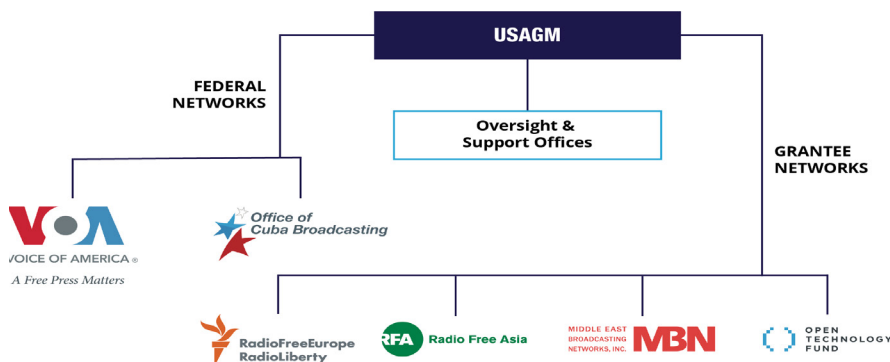 USAGM
FEDERAL
NETWORKS
Oversight &
Support Offices
GRANTEE
NETWORKS
VOA
VOICE OF AMERICA ®
A Free Press Matters
Office of
Cuba Broadcasting
RadioFreeEurope
RadioLiberty
RFA Radio Free Asia
MIDDLE EAST
BROADCASTING
NETWORKS, INC.
MBN
OPEN
TECHNOLOGY
FUND